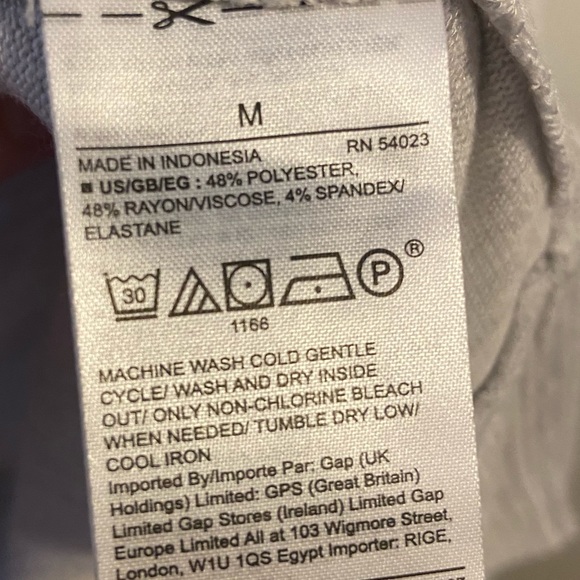 M
MADE IN INDONESIA RN 54023
US/GB/EG : 48% POLYESTER,
48% RAYON/VISCOSE, 4% SPANDEX/
ELASTANE
30 P ®
1166
MACHINE WASH COLD GENTLE
CYCLE/ WASH AND DRY INSIDE
OUT/ ONLY NON-CHLORINE BLEACH
WHEN NEEDED/ TUMBLE DRY LOW/
COOL IRON
Imported By/Importe Par: Gap (UK
Holdings) Limited: GPS (Great Britain)
Limited Gap Stores (Ireland) Limited Gap
Europe Limited All at 103 Wigmore Street,
London, W1U 1QS Egypt Importer: RIGE,